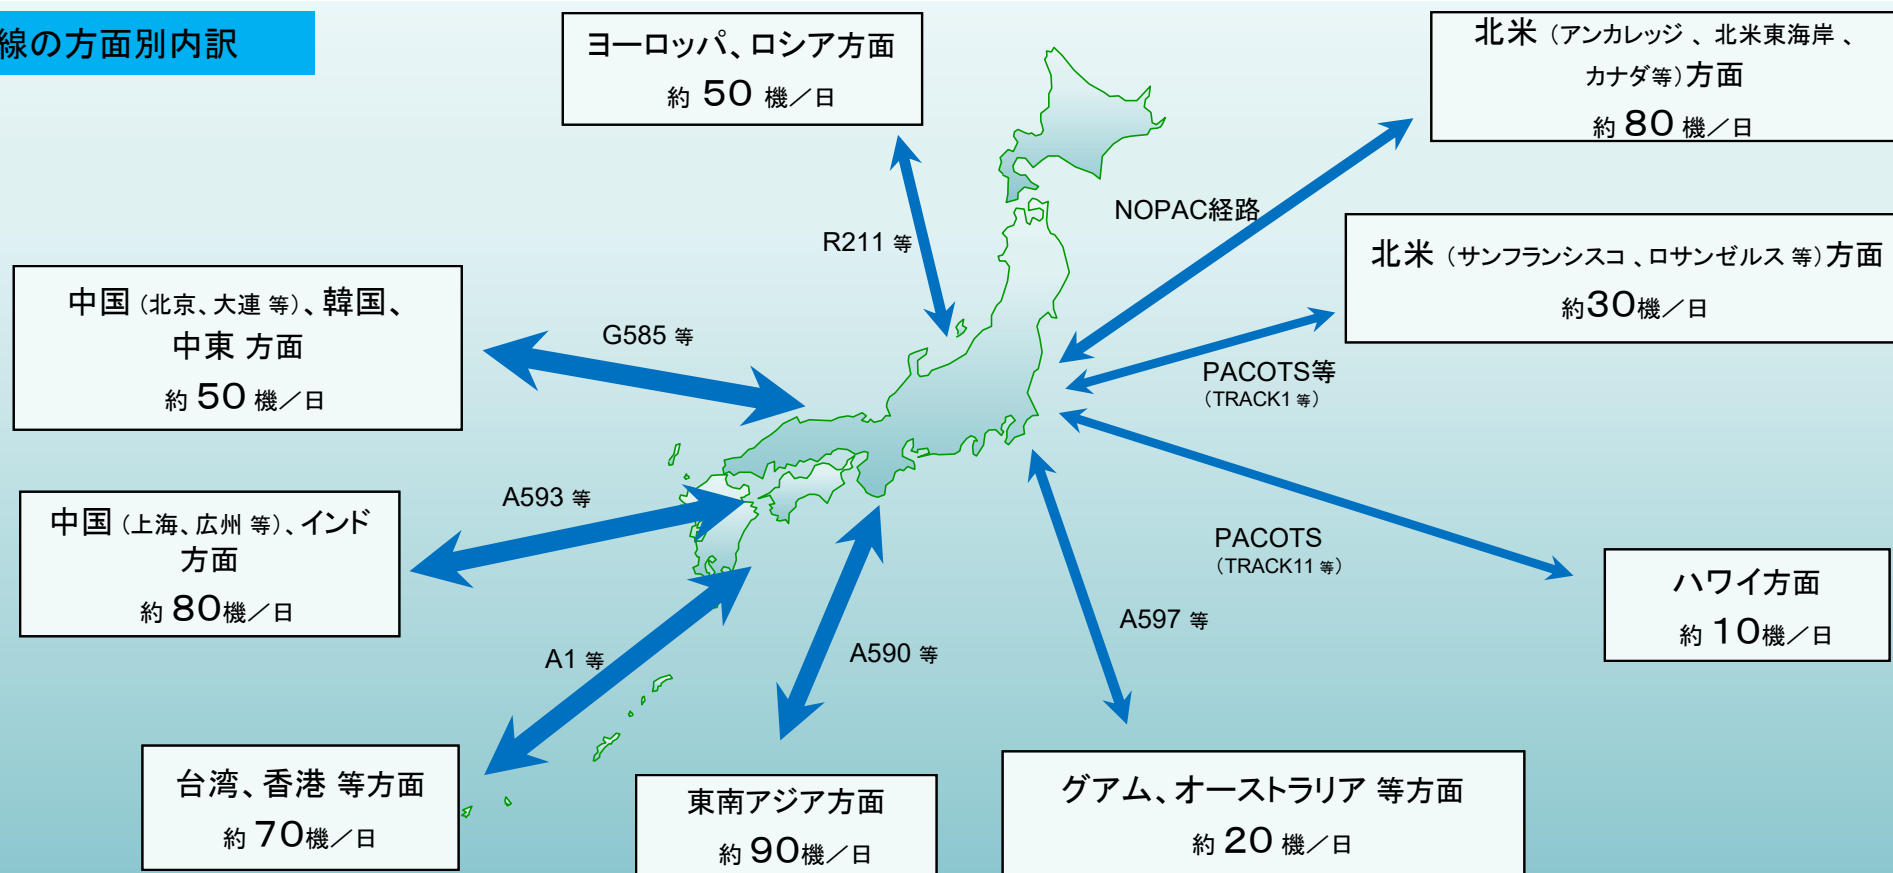 線の方面別内訳
ヨーロッパ、ロシア方面
約 50 機／日
北米（アンカレッジ 、北米東海岸 、
カナダ等）方面
約 80 機／日
NOPAC経路
R211 等
北米（サンフランシスコ 、ロサンゼルス 等）方面
約30機／日
中国（北京、大連 等）、韓国、
中東 方面
約 50 機／日
G585 等
PACOTS等
（TRACK1 等）
中国（上海、広州 等）、インド
方面
約 80機／日
A593 等
PACOTS
（TRACK11 等）
ハワイ方面
約 10機／日
A597 等
A1 等
A590 等
台湾、香港 等方面
約 70機／日
東南アジア方面
約 90機／日
グアム、オーストラリア 等方面
約 20 機／日